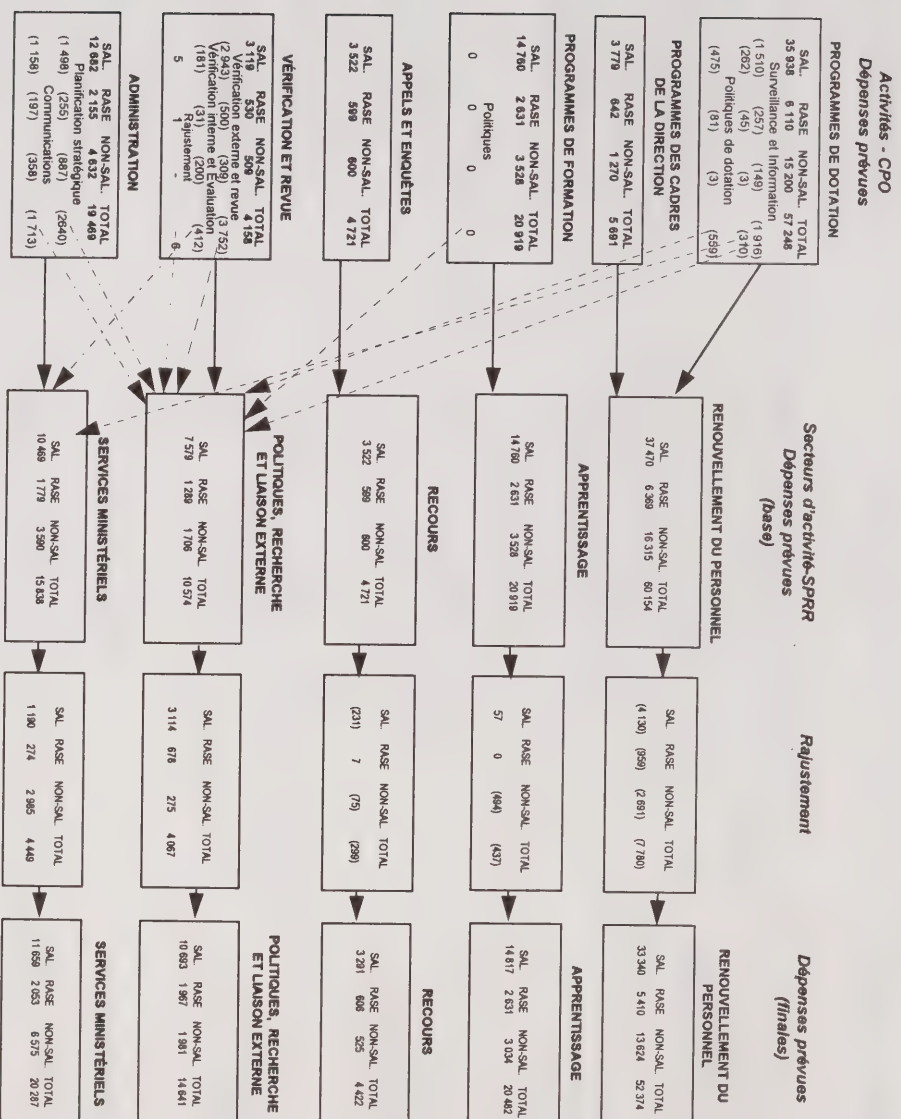 Activités - CPO
Dépenses prévues
PROGRAMMES DE DOTATION
SAL. RASE NON-SAL. TOTAL
35 938 6 110 15 200 57 248
Surveillance et Information
(1 510) (257) (149) (1 916)
(262) (45) (3) (310)
Politiques de dotation
(475) (81) (3) (559)
PROGRAMMES DES CADRES
DE LA DIRECTION
SAL. RASE NON-SAL. TOTAL
3 779 642 1 270 5 691
PROGRAMMES DE FORMATION
SAL. RASE NON-SAL. TOTAL
14 760 2 631 3 528 20 919
Politiques
0 0 0 0
APPELS ET ENQUÊTES
SAL. RASE NON-SAL. TOTAL
3 522 599 600 4 721
VÉRIFICATION ET REVUE
SAL. RASE NON-SAL. TOTAL
3 119 530 509 4 158
Vérification externe et revue
(2 943) (500) (309) (3 752)
Vérification interne et Évaluation
(181) (31) (200) (412)
Rajustement
5 1 - 6
ADMINISTRATION
SAL. RASE NON-SAL. TOTAL
12 682 2 155 4 632 19 469
Planification stratégique
(1 498) (255) (887) (2640)
Communications
(1 158) (197) (358) (1 713)
Secteurs d'activité-SPRR
Dépenses prévues
(base)
RENOUVELLEMENT DU PERSONNEL
SAL. RASE NON-SAL. TOTAL
37 470 6 369 16 315 60 154
APPRENTISSAGE
SAL. RASE NON-SAL. TOTAL
14 760 2 631 3 528 20 919
RECOURS
SAL. RASE NON-SAL. TOTAL
3 522 599 600 4 721
POLITIQUES, RECHERCHE
ET LIAISON EXTERNE
SAL. RASE NON-SAL. TOTAL
7 579 1 289 1 706 10 574
SERVICES MINISTÉRIELS
SAL. RASE NON-SAL. TOTAL
10 469 1 779 3 590 15 838
Rajustement
SAL. RASE NON-SAL. TOTAL
(4 130) (959) (2 691) (7 780)
SAL. RASE NON-SAL. TOTAL
57 0 (494) (437)
SAL. RASE NON-SAL. TOTAL
(231) 7 (75) (299)
SAL. RASE NON-SAL. TOTAL
3 114 678 275 4 067
SAL. RASE NON-SAL. TOTAL
1 190 274 2 985 4 449
Dépenses prévues
(finales)
RENOUVELLEMENT DU
PERSONNEL
SAL. RASE NON-SAL. TOTAL
33 340 5 410 13 624 52 374
APPRENTISSAGE
SAL. RASE NON-SAL. TOTAL
14 817 2 631 3 034 20 482
RECOURS
SAL. RASE NON-SAL. TOTAL
3 291 606 525 4 422
POLITIQUES, RECHERCHE
ET LIAISON EXTERNE
SAL. RASE NON-SAL. TOTAL
10 693 1 967 1 981 14 641
SERVICES MINISTÉRIELS
SAL. RASE NON-SAL. TOTAL
11 659 2 053 6 575 20 287